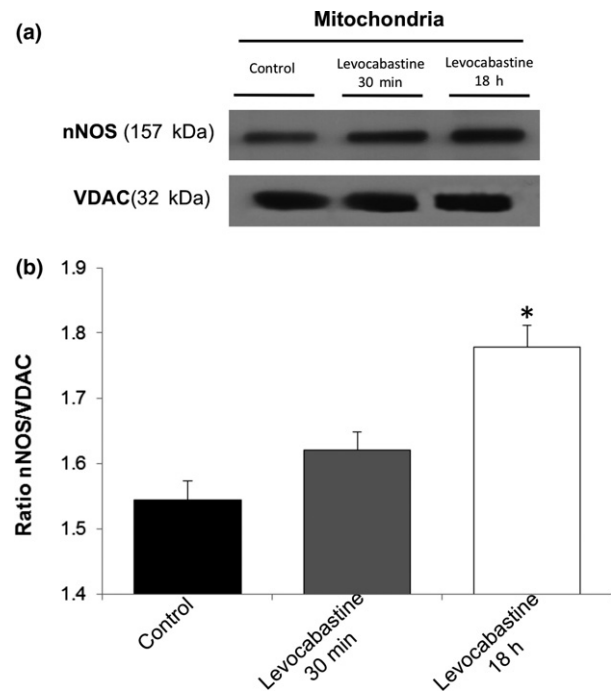 (a)
Mitochondria
Control
Levocabastine
30 min
Levocabastine
18 h
nNOS (157 kDa)
VDAC(32 kDa)
(b)
Ratio nNOS/VDAC
1.9
1.8
1.7
1.6
1.5
1.4
*
Control
Levocabastine
30 min
Levocabastine
18 h